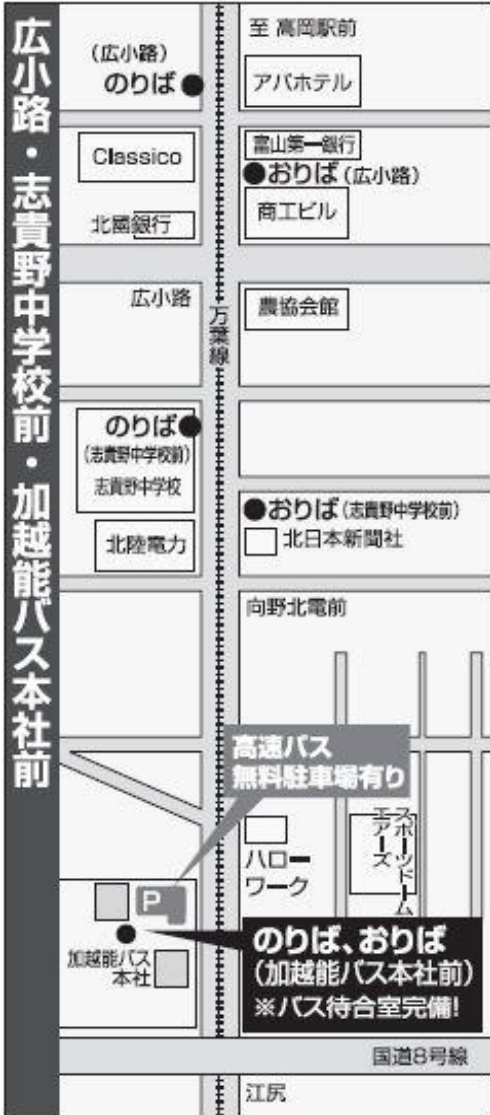 広小路・志貴野中学校前・加越能バス本社前
至 高岡駅前
(広小路)
のりば
アパホテル
Classico
富山第一銀行
おりば(広小路)
北國銀行
商工ビル
広小路
万葉線
農協会館
のりば
(志貴野中学校前)
志貴野中学校
おりば(志貴野中学校前)
北日本新聞社
北陸電力
向野北電前
高速バス
無料駐車場有り
ハロー
ワーク
スポーツドーム
エアーズ
P
加越能バス
本社
のりば、おりば
(加越能バス本社前)
※バス待合室完備!
国道8号線
江尻